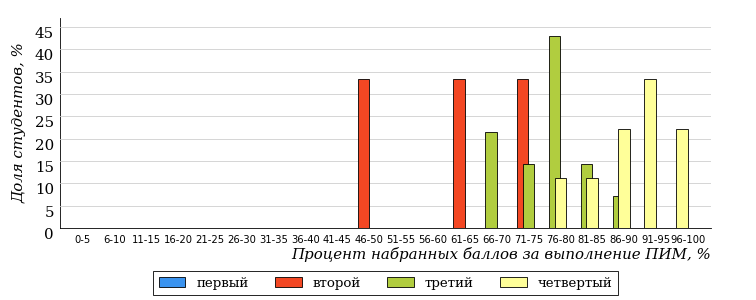 Доля студентов, %
45
40
35
30
25
20
15
10
5
0
0-5 6-10 11-15 16-20 21-25 26-30 31-35 36-40 41-45 46-50 51-55 56-60 61-65 66-70 71-75 76-80 81-85 86-90 91-95 96-100
Процент набранных баллов за выполнение ПИМ, %
первый второй третий четвертый